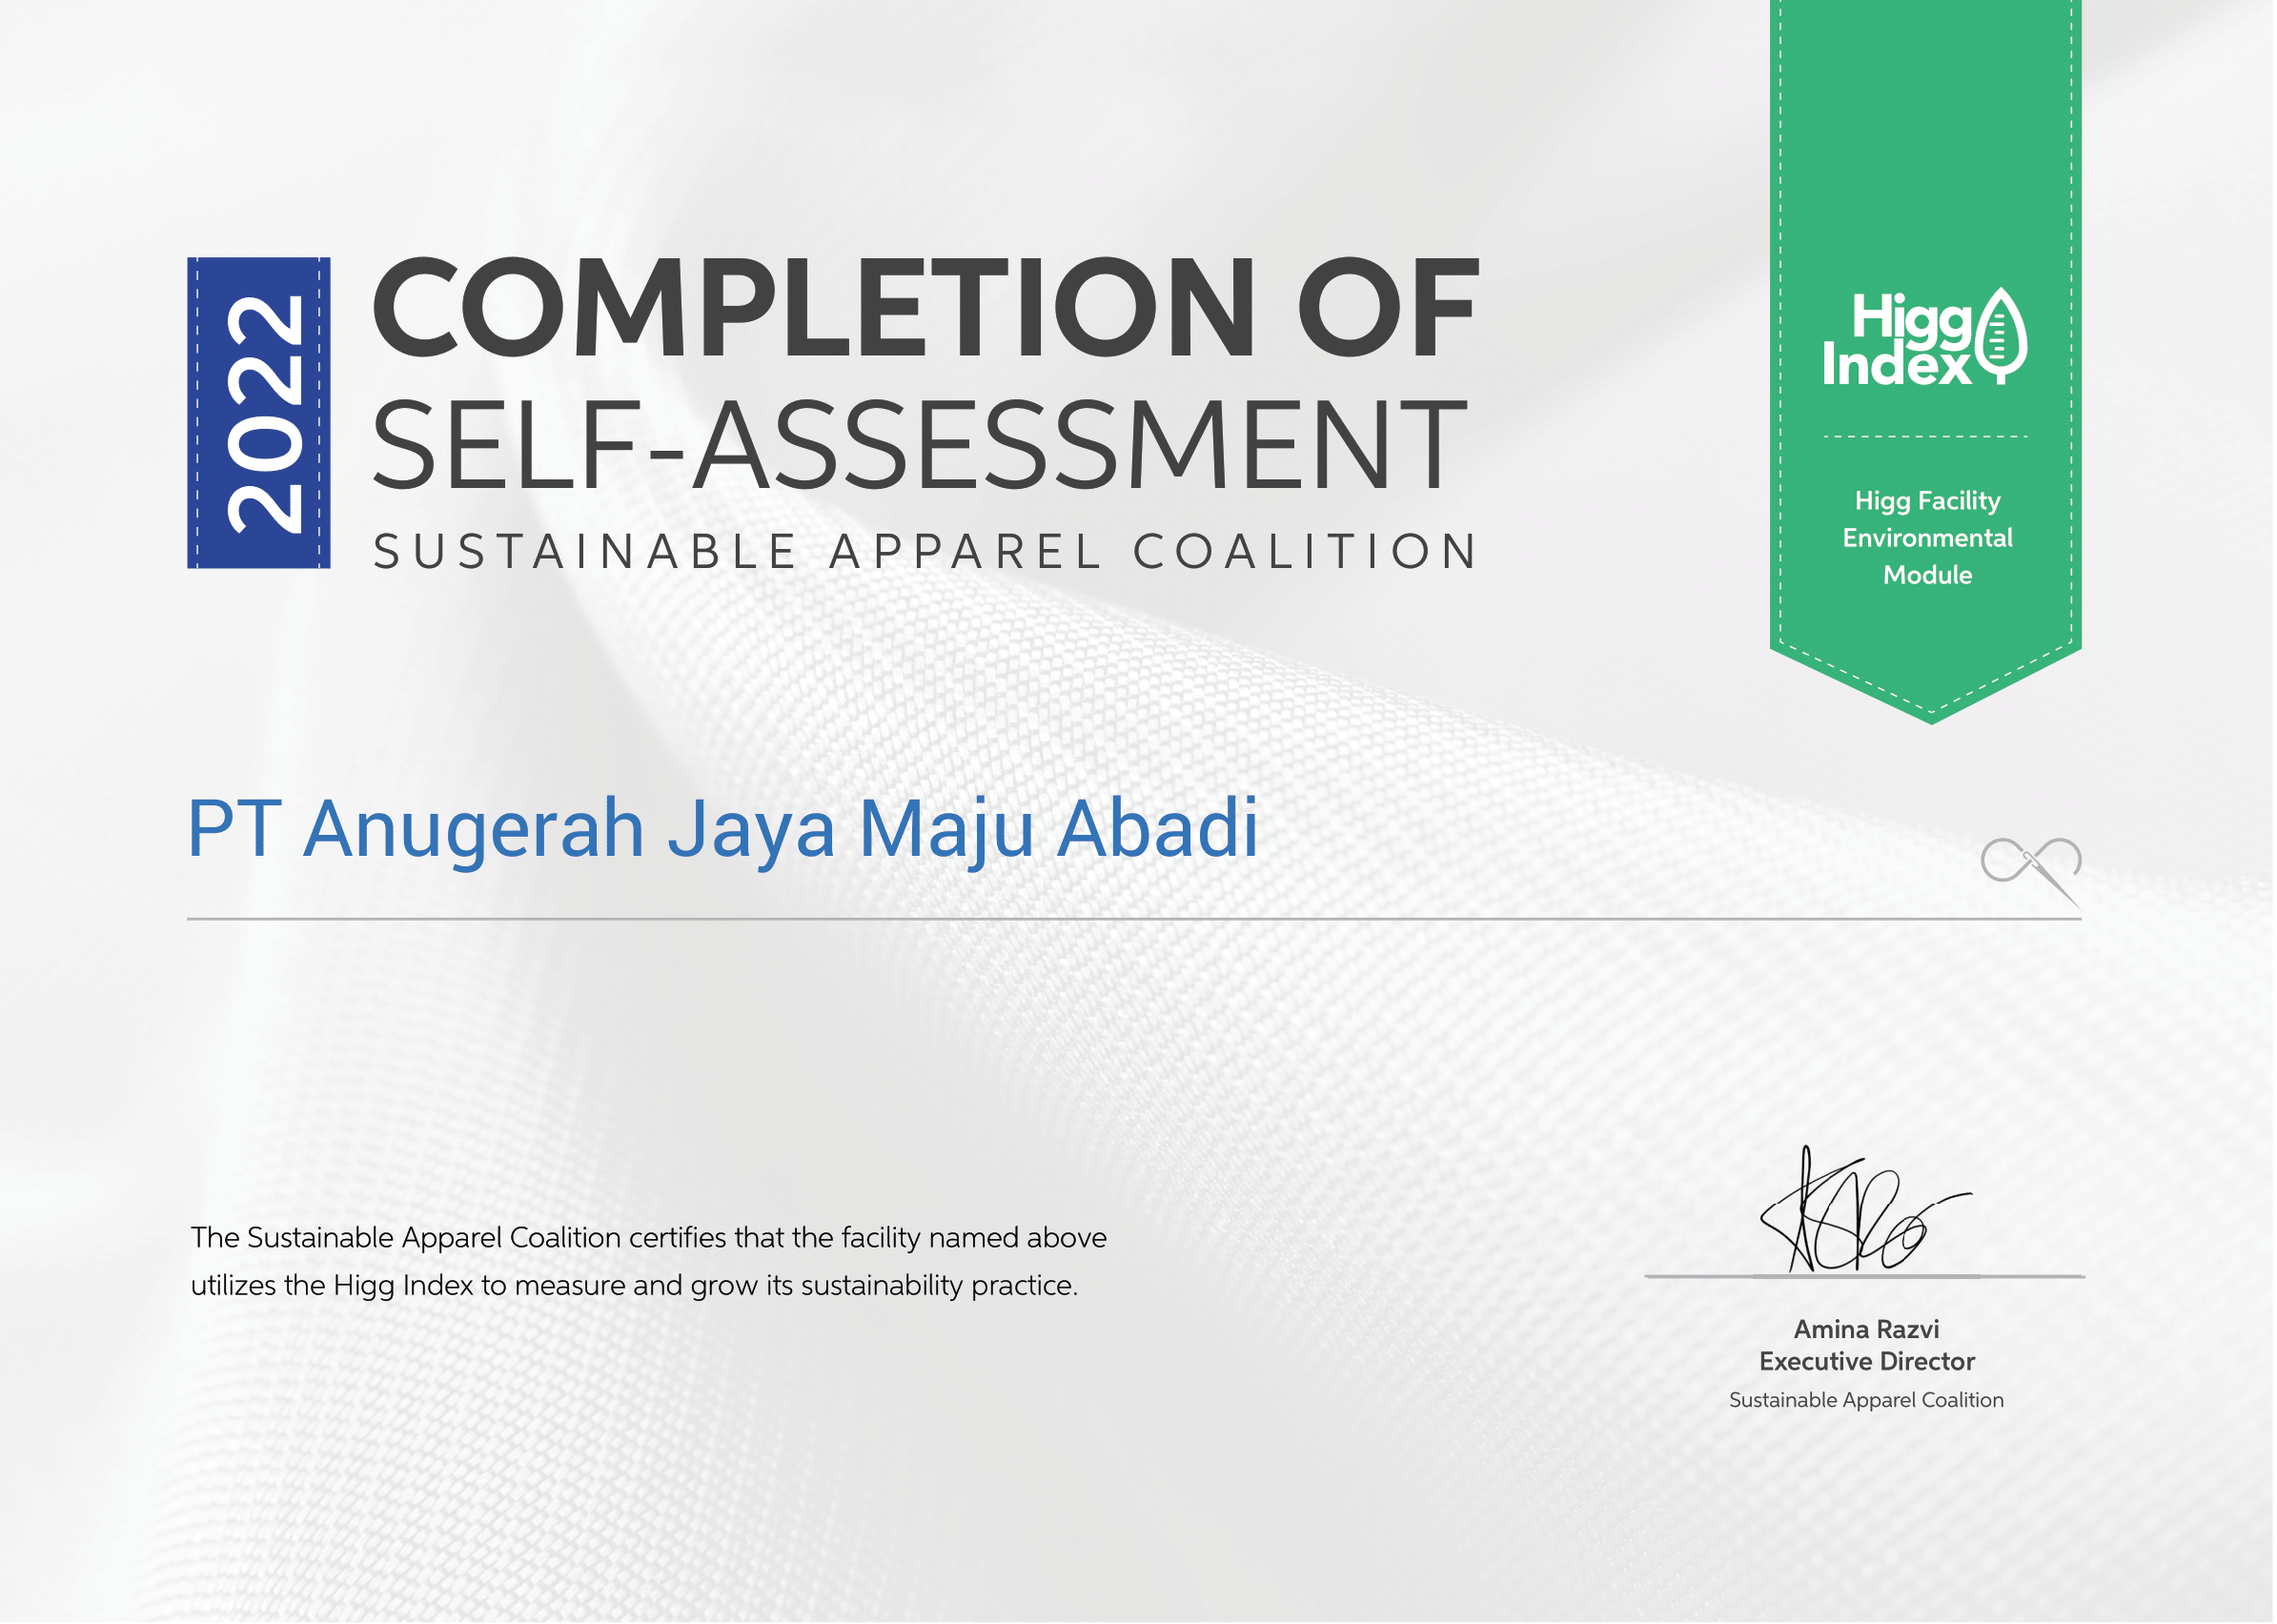 2022
COMPLETION OF
SELF-ASSESSMENT
SUSTAINABLE APPAREL COALITION
Higg
Index
Higg Facility
Environmental
Module
PT Anugerah Jaya Maju Abadi
The Sustainable Apparel Coalition certifies that the facility named above
utilizes the Higg Index to measure and grow its sustainability practice.
Amina Razvi
Executive Director
Sustainable Apparel Coalition